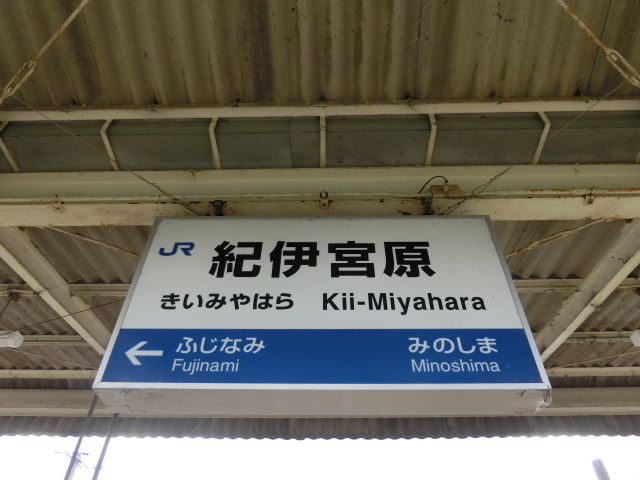 JR 紀伊宮原
きいみやはら Kii-Miyahara
← ふじなみ みのしま
Fujinami Minoshima